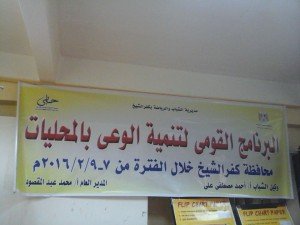 مديرية الشباب والرياضة بكفرالشيخ
البرنامج القومى لتنمية الوعى بالمحليات
محافظة كفرالشيخ خلال الفترة من ٧-٢٠١٦/٢/٩م
وكيل الشباب أ/ أحمد مصطفى على
المدير العام أ/ محمد عبد المقصود
FLIP CHART PAPER
FLIP CHART PAPER